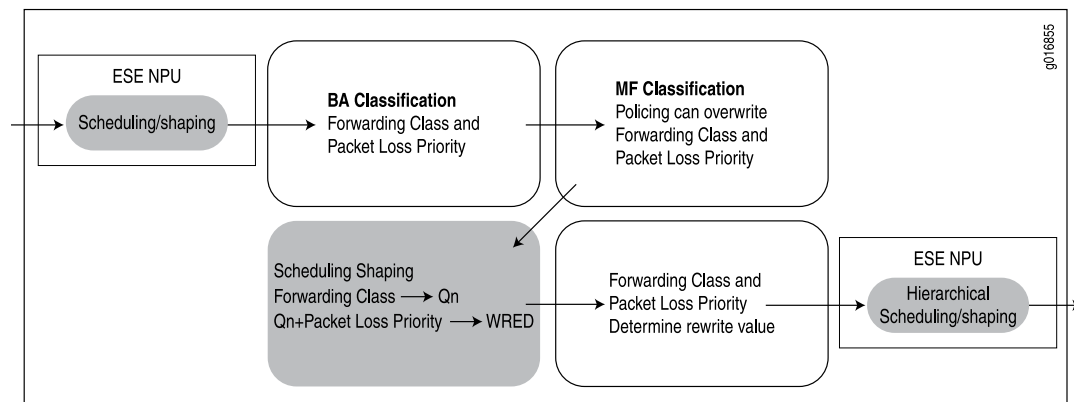 g016855
ESE NPU
Scheduling/shaping
BA Classification
Forwarding Class and
Packet Loss Priority
MF Classification
Policing can overwrite
Forwarding Class and
Packet Loss Priority
Scheduling Shaping
Forwarding Class → Qn
Qn+Packet Loss Priority → WRED
Forwarding Class and
Packet Loss Priority
Determine rewrite value
ESE NPU
Hierarchical
Scheduling/shaping